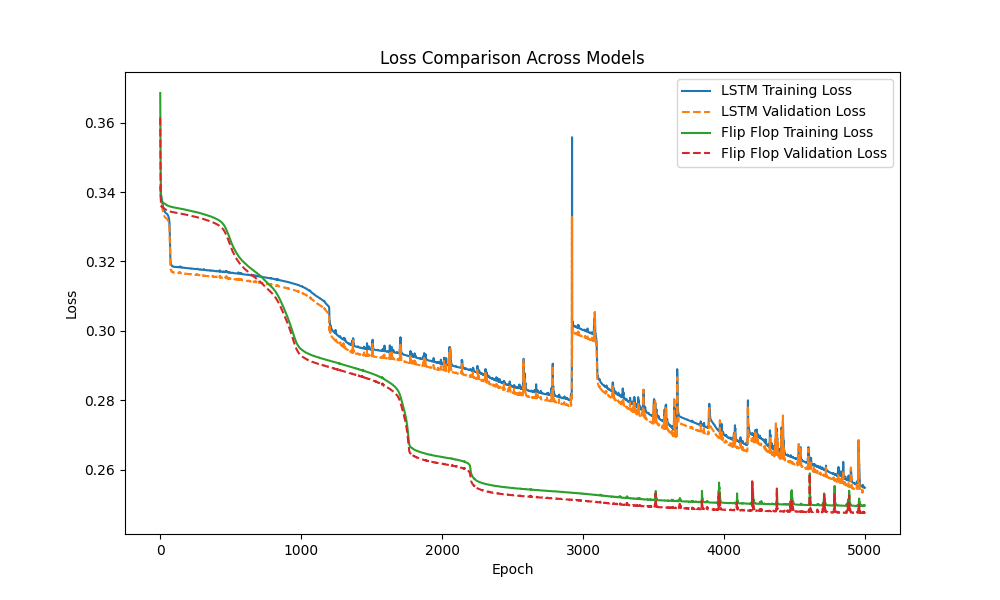 Loss Comparison Across Models
LSTM Training Loss
LSTM Validation Loss
Flip Flop Training Loss
Flip Flop Validation Loss
0.36
0.34
0.32
0.30
0.28
0.26
Loss
0 1000 2000 3000 4000 5000
Epoch